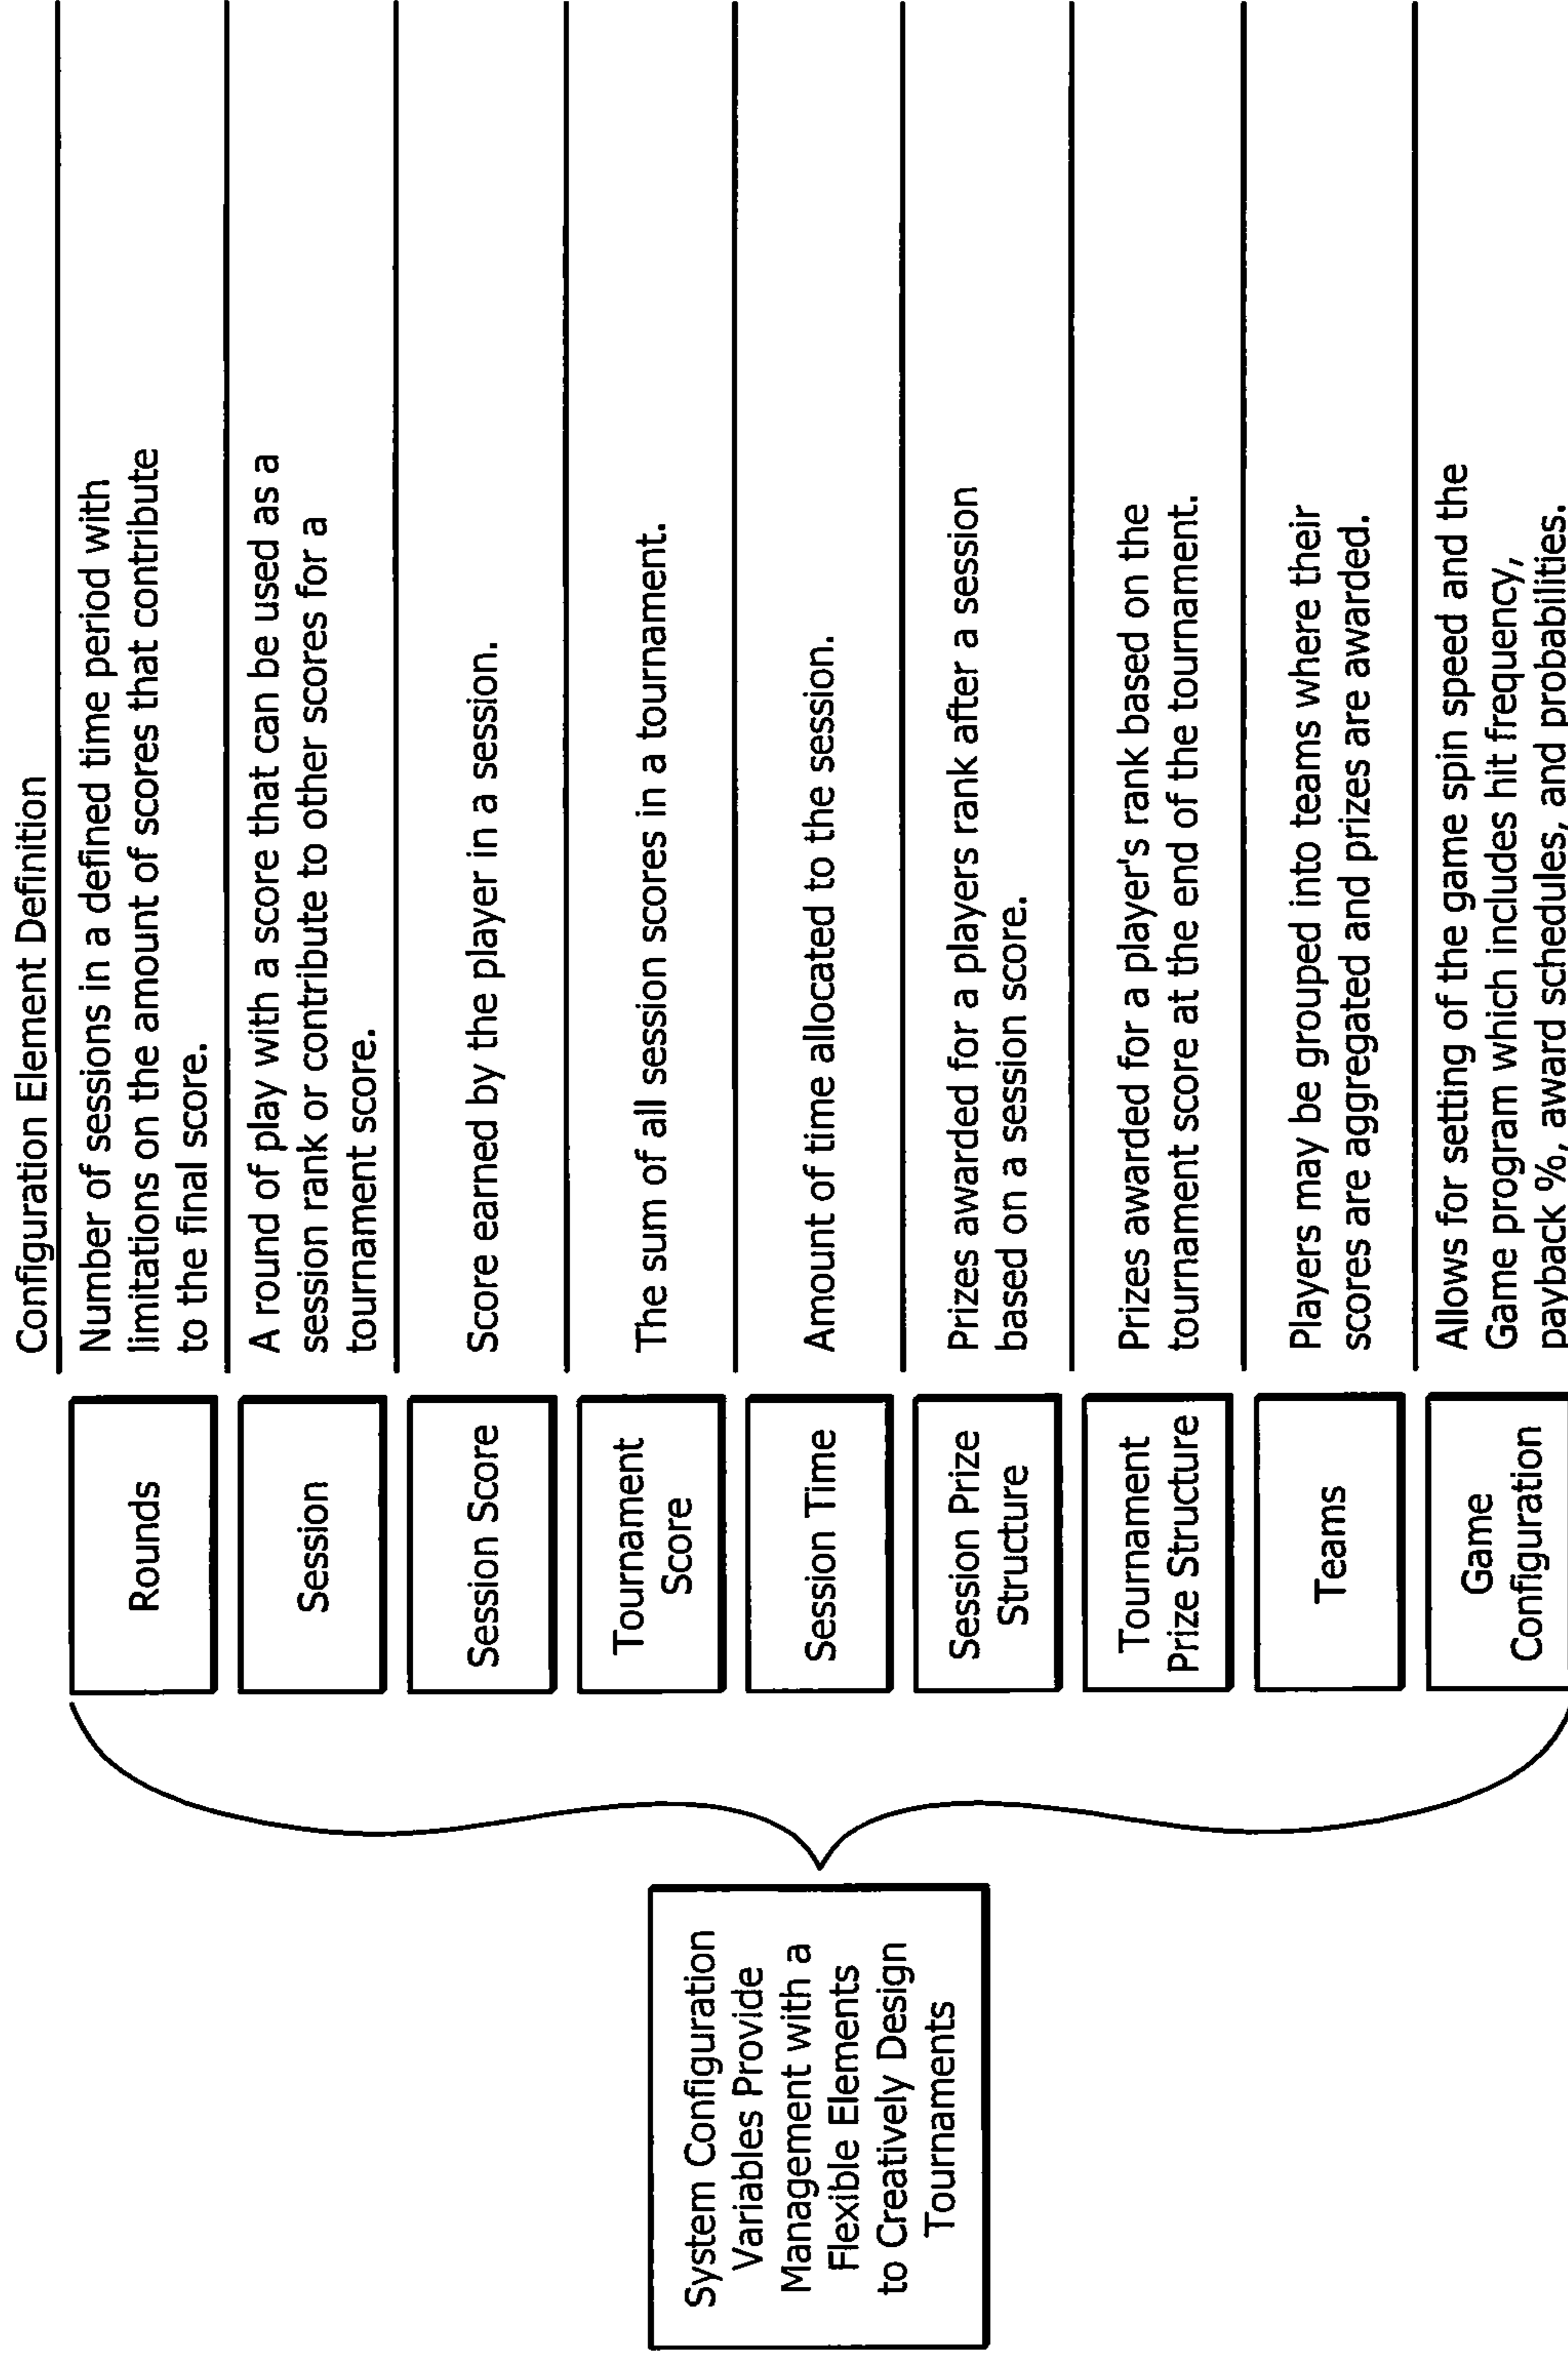 Configuration Element Definition
System Configuration
Variables Provide
Management with a
Flexible Elements
to Creatively Design
Tournaments
Rounds
Number of sessions in a defined time period with
limitations on the amount of scores that contribute
to the final score.
Session
A round of play with a score that can be used as a
session rank or contribute to other scores for a
tournament score.
Session Score
Score earned by the player in a session.
Tournament
Score
The sum of all session scores in a tournament.
Session Time
Amount of time allocated to the session.
Session Prize
Structure
Prizes awarded for a players rank after a session
based on a session score.
Tournament
Prize Structure
Prizes awarded for a player's rank based on the
tournament score at the end of the tournament.
Teams
Players may be grouped into teams where their
scores are aggregated and prizes are awarded.
Game
Configuration
Allows for setting of the game spin speed and the
Game program which includes hit frequency,
payback %, award schedules, and probabilities.